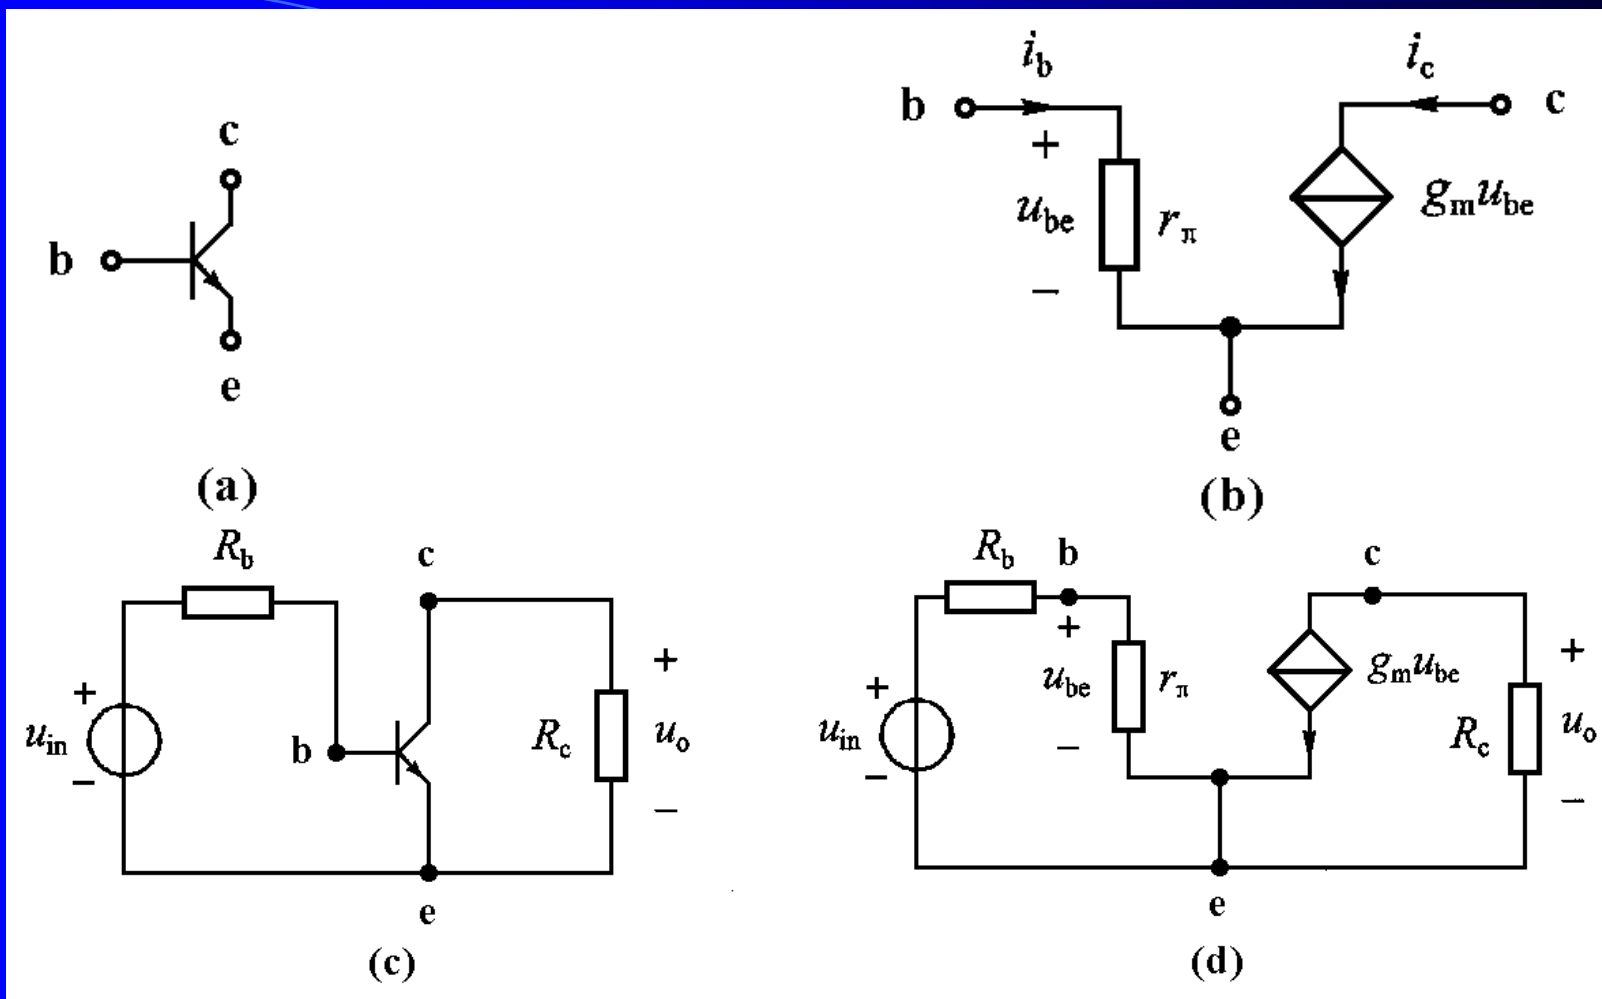 c
b
e
(a)
i_b
i_c
b
c
+
u_be
r_π
g_m u_be
−
e
(b)
R_b
c
+
u_in
−
b
R_c
+
u_o
−
e
(c)
R_b
b
c
+
u_in
−
+
u_be
−
r_π
g_m u_be
R_c
+
u_o
−
e
(d)